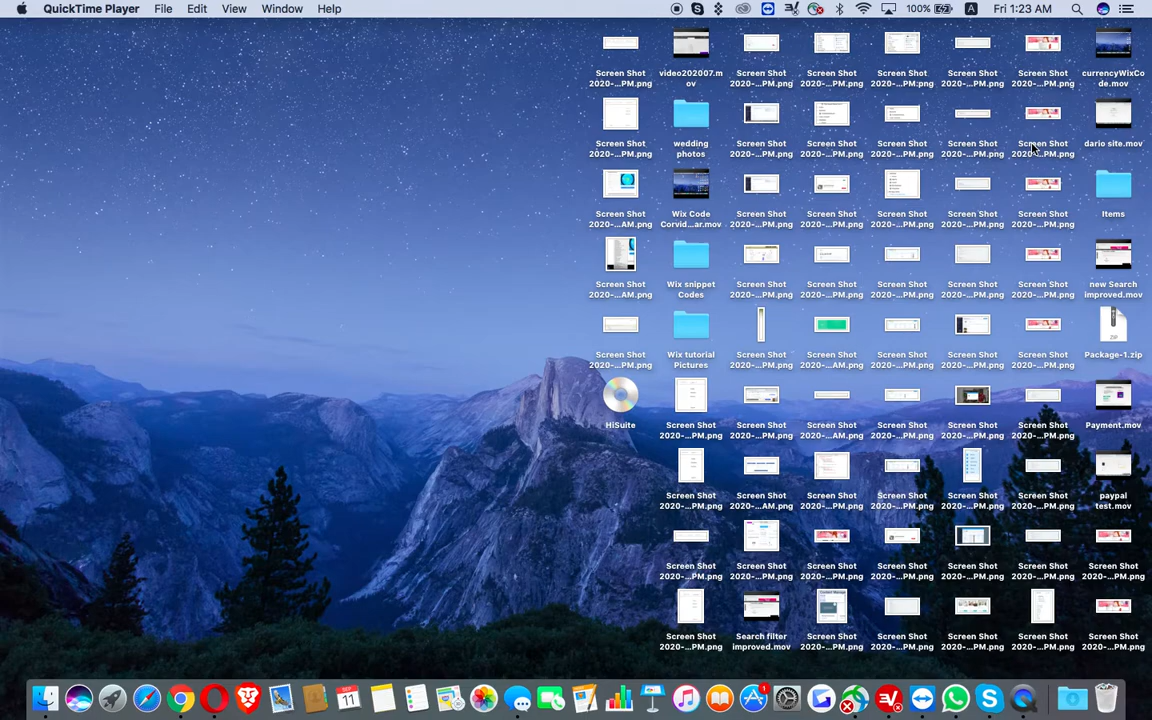 QuickTime Player File Edit View Window Help 100% A Fri 1:23 AM
Screen Shot video202007.m Screen Shot Screen Shot Screen Shot Screen Shot Screen Shot currencyWixCo
2020-...PM.png ov 2020-...PM.png 2020-...PM.png 2020-...PM.png 2020-...PM.png 2020-...PM.png de.mov
Screen Shot wedding Screen Shot Screen Shot Screen Shot Screen Shot Screen Shot dario site.mov
2020-...PM.png photos 2020-...PM.png 2020-...PM.png 2020-...PM.png 2020-...PM.png 2020-...PM.png
Screen Shot Wix Code Screen Shot Screen Shot Screen Shot Screen Shot Screen Shot Items
2020-...AM.png Corvid...ar.mov 2020-...PM.png 2020-...PM.png 2020-...PM.png 2020-...PM.png 2020-...PM.png
Screen Shot Wix snippet Screen Shot Screen Shot Screen Shot Screen Shot Screen Shot new Search
2020-...AM.png Codes 2020-...PM.png 2020-...PM.png 2020-...PM.png 2020-...PM.png 2020-...PM.png improved.mov
ZIP
Screen Shot Wix tutorial Screen Shot Screen Shot Screen Shot Screen Shot Screen Shot Package-1.zip
2020-...PM.png Pictures 2020-...PM.png 2020-...AM.png 2020-...PM.png 2020-...PM.png 2020-...PM.png
HiSuite Screen Shot Screen Shot Screen Shot Screen Shot Screen Shot Screen Shot Payment.mov
2020-...PM.png 2020-...PM.png 2020-...AM.png 2020-...PM.png 2020-...PM.png 2020-...PM.png
Screen Shot Screen Shot Screen Shot Screen Shot Screen Shot Screen Shot paypal
2020-...PM.png 2020-...AM.png 2020-...PM.png 2020-...PM.png 2020-...PM.png 2020-...PM.png test.mov
Screen Shot Screen Shot Screen Shot Screen Shot Screen Shot Screen Shot Screen Shot
2020-...PM.png 2020-...PM.png 2020-...PM.png 2020-...PM.png 2020-...PM.png 2020-...PM.png 2020-...PM.png
Screen Shot Search filter Screen Shot Screen Shot Screen Shot Screen Shot Screen Shot
2020-...PM.png improved.mov 2020-...PM.png 2020-...PM.png 2020-...PM.png 2020-...PM.png 2020-...PM.png
SEP
11
1